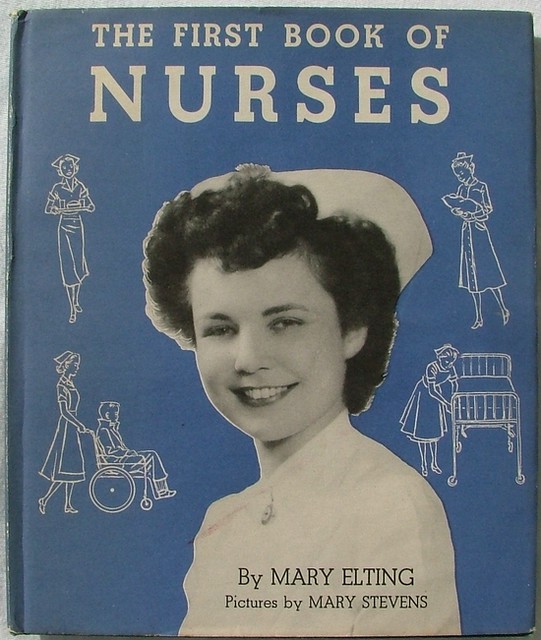 THE FIRST BOOK OF
NURSES
By MARY ELTING
Pictures by MARY STEVENS